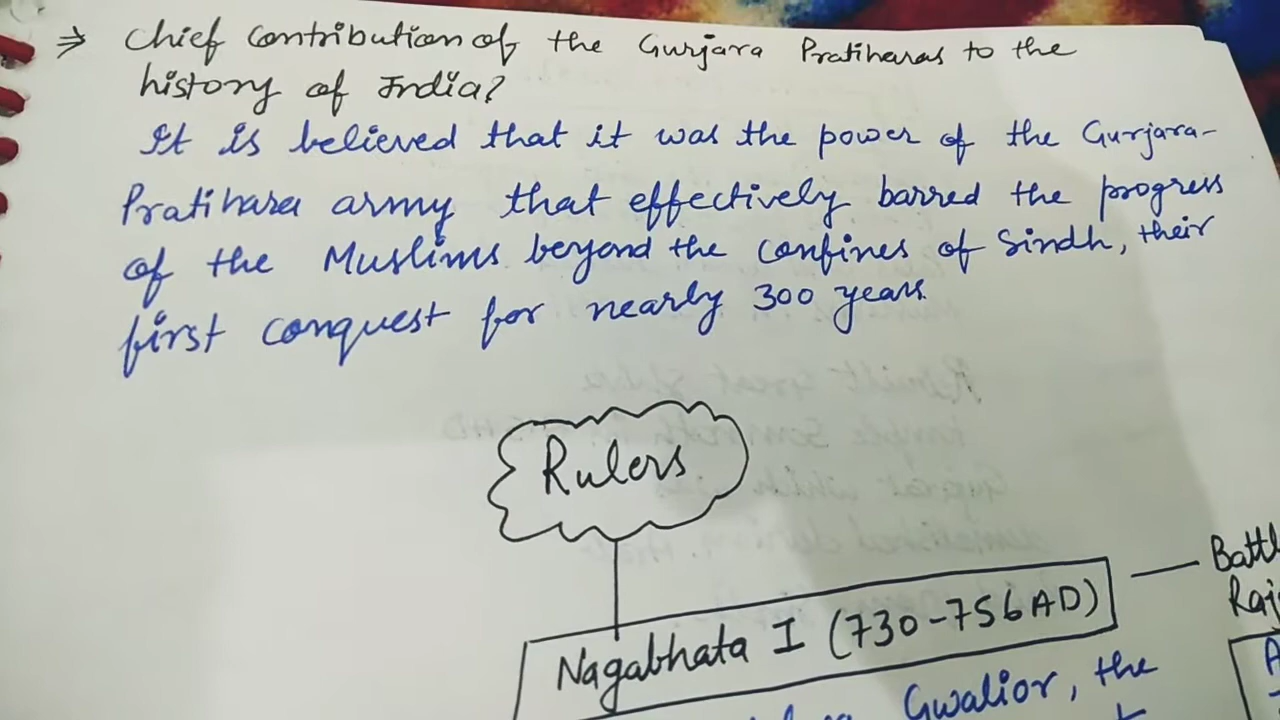 ⇒ Chief contribution of the Gurjara Pratiharas to the
history of India?
It is believed that it was the power of the Gurjara-
Pratihara army that effectively barred the progress
of the Muslims beyond the confines of Sindh, their
first conquest for nearly 300 years.
Rulers
Nagabhata I (730-756AD)
Gwalior, the